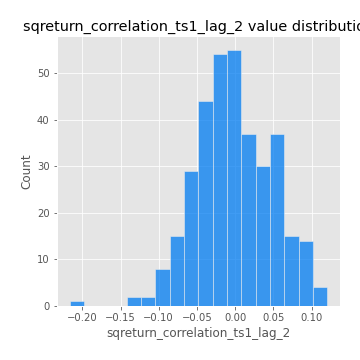 sqreturn_correlation_ts1_lag_2 value distributio
Count
50
40
30
20
10
0
−0.20 −0.15 −0.10 −0.05 0.00 0.05 0.10
sqreturn_correlation_ts1_lag_2